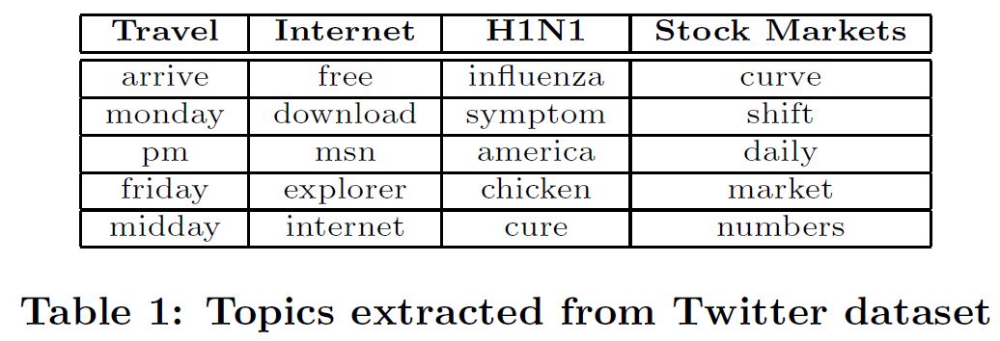 Travel Internet H1N1 Stock Markets
arrive free influenza curve
monday download symptom shift
pm msn america daily
friday explorer chicken market
midday internet cure numbers
Table 1: Topics extracted from Twitter dataset